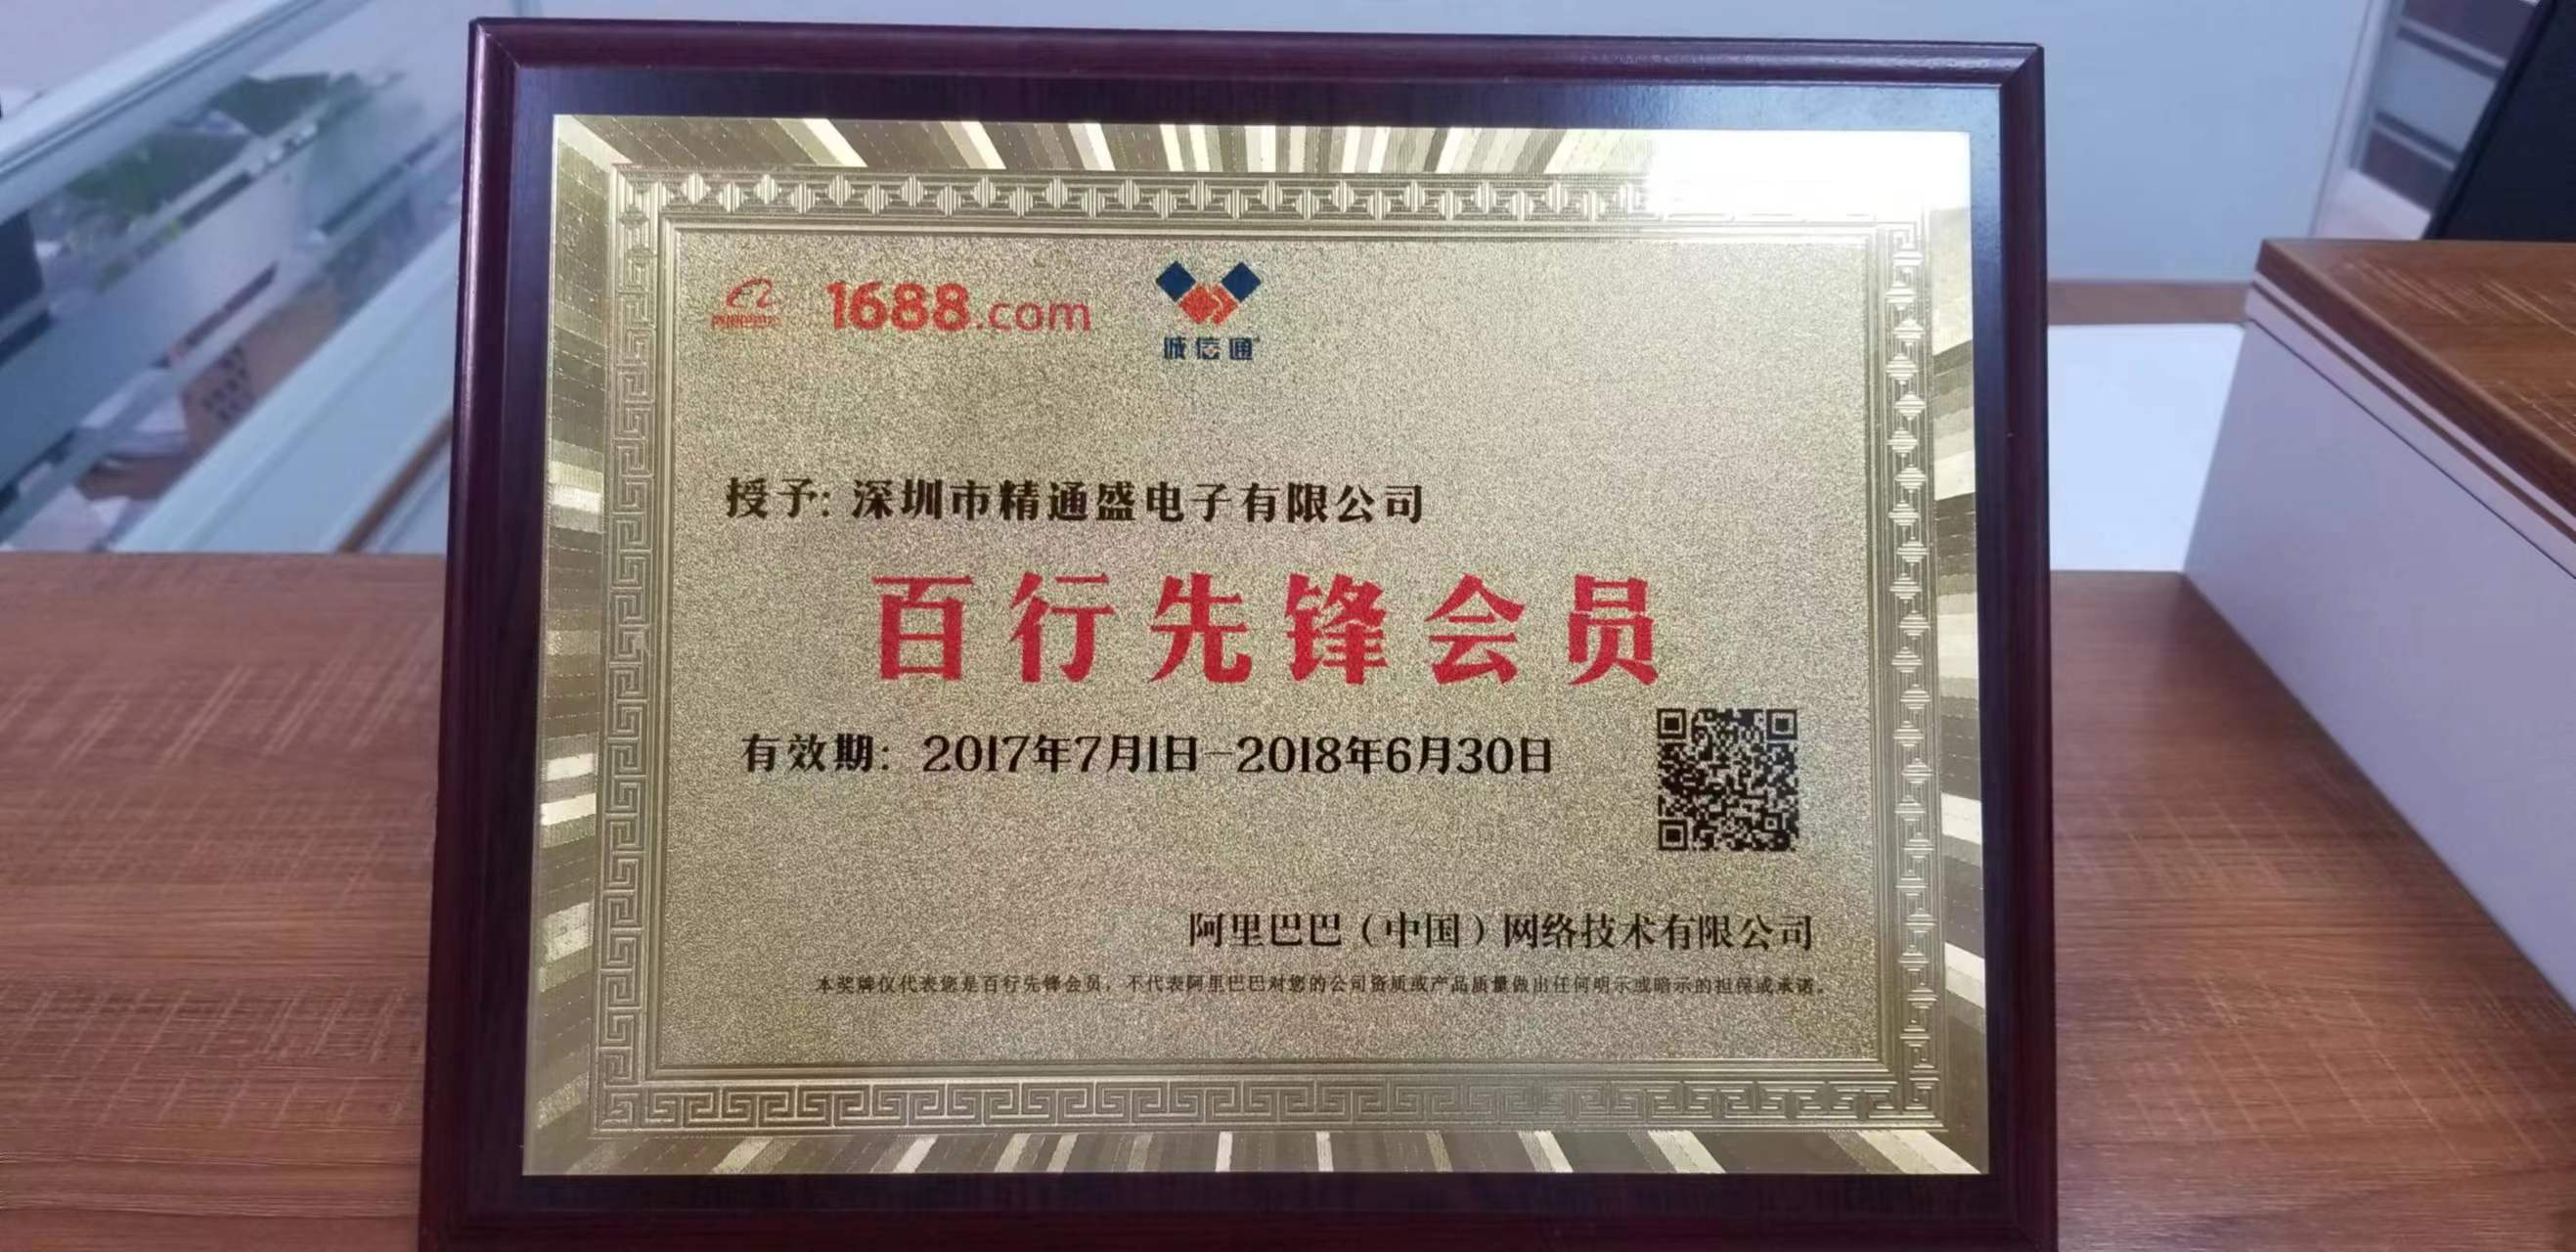 1688.com
诚信通
授予: 深圳市精通盛电子有限公司
百行先锋会员
有效期: 2017年7月1日-2018年6月30日
阿里巴巴（中国）网络技术有限公司
本奖牌仅代表您是百行先锋会员，不代表阿里巴巴对您的公司资质或产品质量做出任何明示或暗示的担保或承诺。